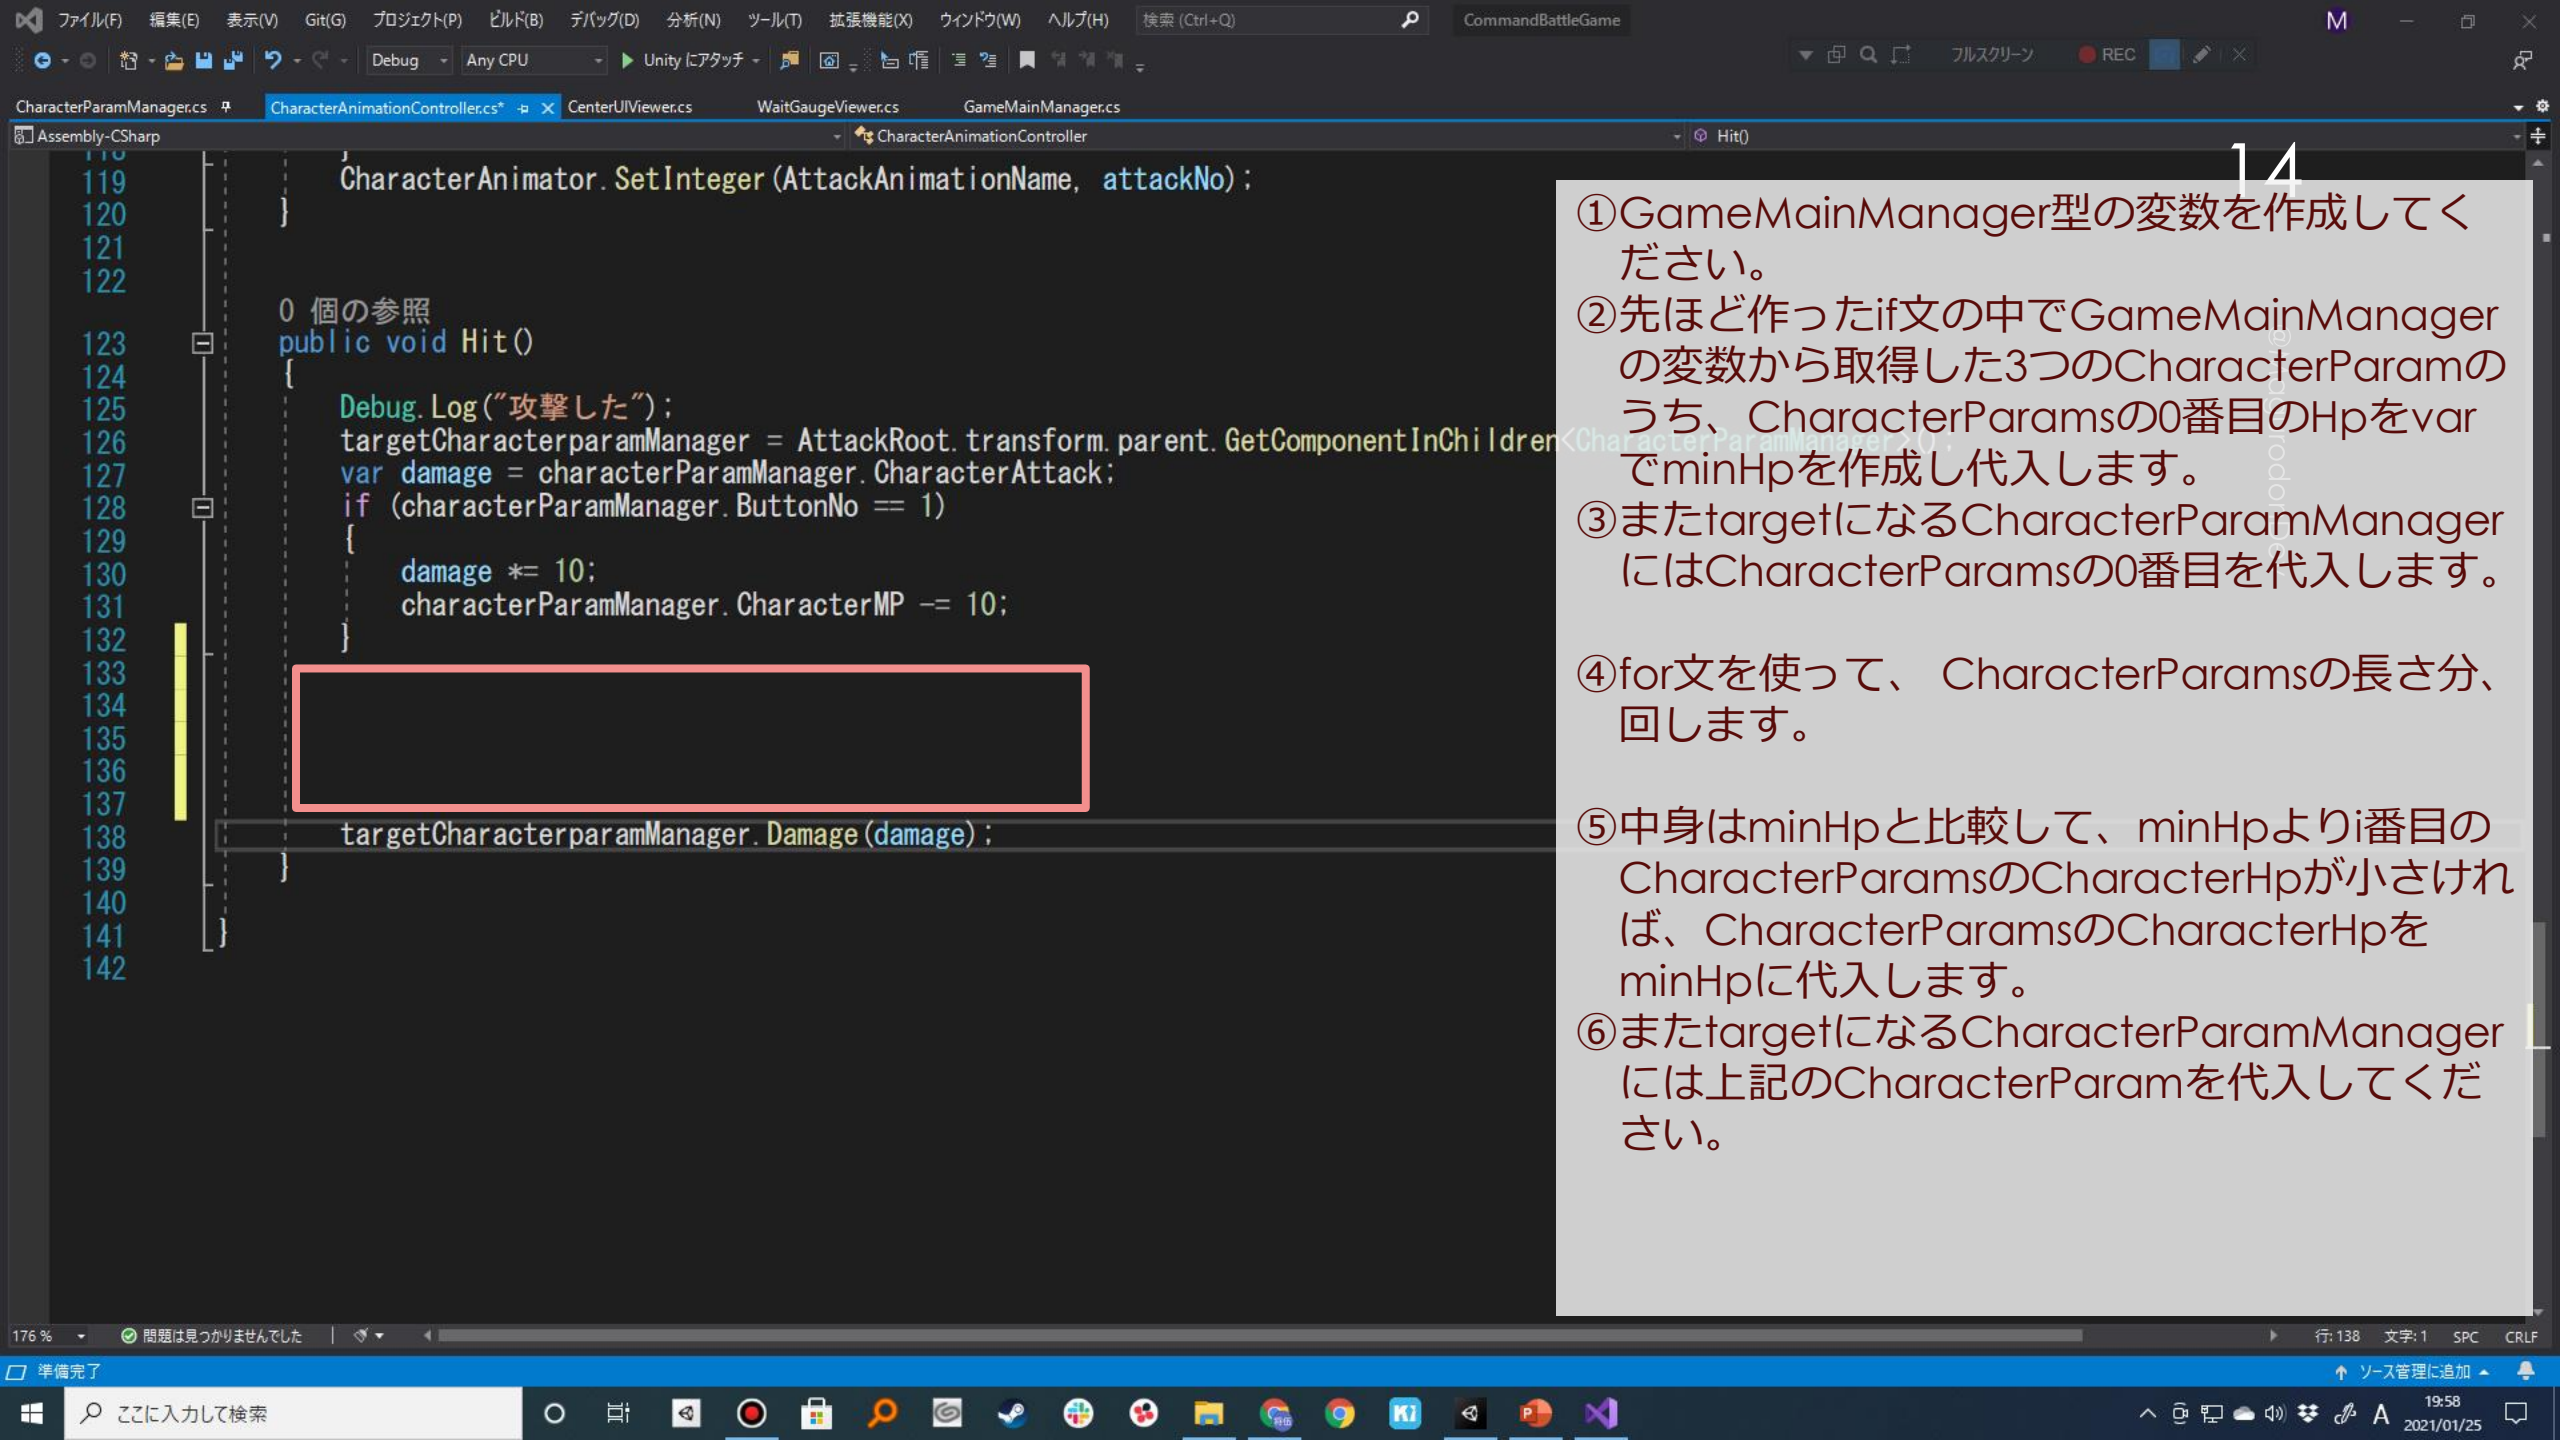 ファイル(F) 編集(E) 表示(V) Git(G) プロジェクト(P) ビルド(B) デバッグ(D) 分析(N) ツール(T) 拡張機能(X) ウィンドウ(W) ヘルプ(H) 検索 (Ctrl+Q) CommandBattleGame M
Debug Any CPU Unity にアタッチ フルスクリーン REC
CharacterParamManager.cs CharacterAnimationController.cs* CenterUIViewer.cs WaitGaugeViewer.cs GameMainManager.cs
Assembly-CSharp CharacterAnimationController Hit()
14
118 }
119 CharacterAnimator.SetInteger(AttackAnimationName, attackNo);
120 }
121
122
0 個の参照
123 public void Hit()
124 {
125 Debug.Log("攻撃した");
126 targetCharacterparamManager = AttackRoot.transform.parent.GetComponentInChildren<CharacterParamManager>();
127 var damage = characterParamManager.CharacterAttack;
128 if (characterParamManager.ButtonNo == 1)
129 {
130 damage *= 10;
131 characterParamManager.CharacterMP -= 10;
132 }
133
134
135
136
137
138 targetCharacterparamManager.Damage(damage);
139 }
140
141 }
142
①GameMainManager型の変数を作成してく
ださい。
②先ほど作ったif文の中でGameMainManager
の変数から取得した3つのCharacterParamの
うち、CharacterParamsの0番目のHpをvar
でminHpを作成し代入します。
③またtargetになるCharacterParamManager
にはCharacterParamsの0番目を代入します。
④for文を使って、 CharacterParamsの長さ分、
回します。
⑤中身はminHpと比較して、minHpよりi番目の
CharacterParamsのCharacterHpが小さけれ
ば、CharacterParamsのCharacterHpを
minHpに代入します。
⑥またtargetになるCharacterParamManager
には上記のCharacterParamを代入してくだ
さい。
176 % 問題は見つかりませんでした 行: 138 文字: 1 SPC CRLF
準備完了 ソース管理に追加
ここに入力して検索 A 19:58
2021/01/25